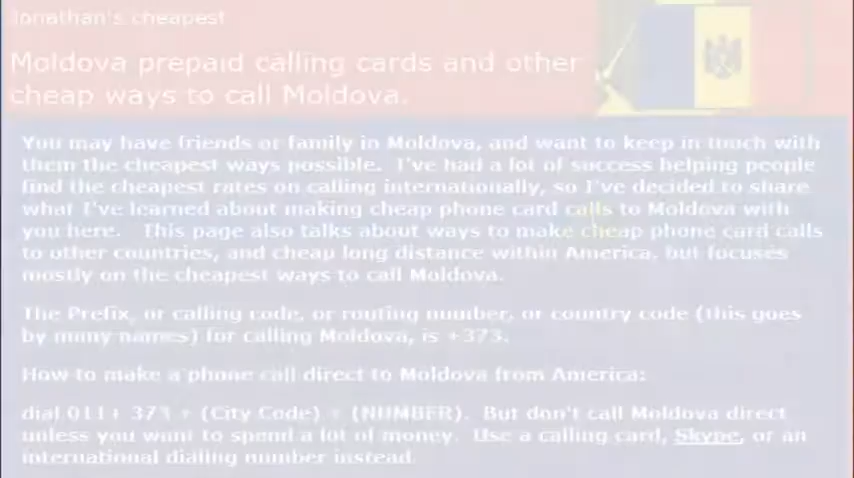 Jonathan's cheapest
Moldova prepaid calling cards and other
cheap ways to call Moldova.
You may have friends or family in Moldova, and want to keep in touch with
them the cheapest ways possible.  I've had a lot of success helping people
find the cheapest rates on calling internationally, so I've decided to share
what I've learned about making cheap phone card calls to Moldova with
you here.   This page also talks about ways to make cheap phone card calls
to other countries, and cheap long distance within America, but focuses
mostly on the cheapest ways to call Moldova.
The Prefix, or calling code, or routing number, or country code (this goes
by many names) for calling Moldova, is +373.
How to make a phone call direct to Moldova from America:
dial 011+ 373 + (City Code) + (NUMBER).  But don't call Moldova direct
unless you want to spend a lot of money.  Use a calling card, Skype, or an
international dialing number instead.